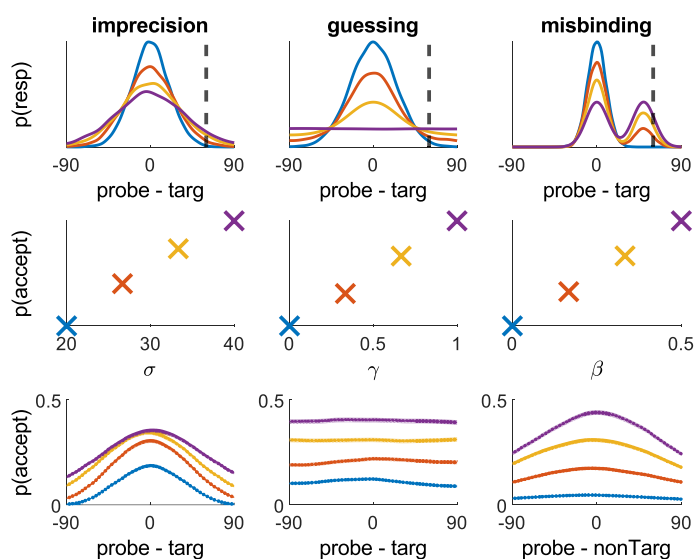 imprecision guessing misbinding
p(resp)
-90 0 90 -90 0 90 -90 0 90
probe - targ probe - targ probe - targ
p(accept)
20 30 40 0 0.5 1 0 0.5
σ γ β
p(accept)
0.5 0.5 0.5
0 0 0
-90 0 90 -90 0 90 -90 0 90
probe - targ probe - targ probe - nonTarg